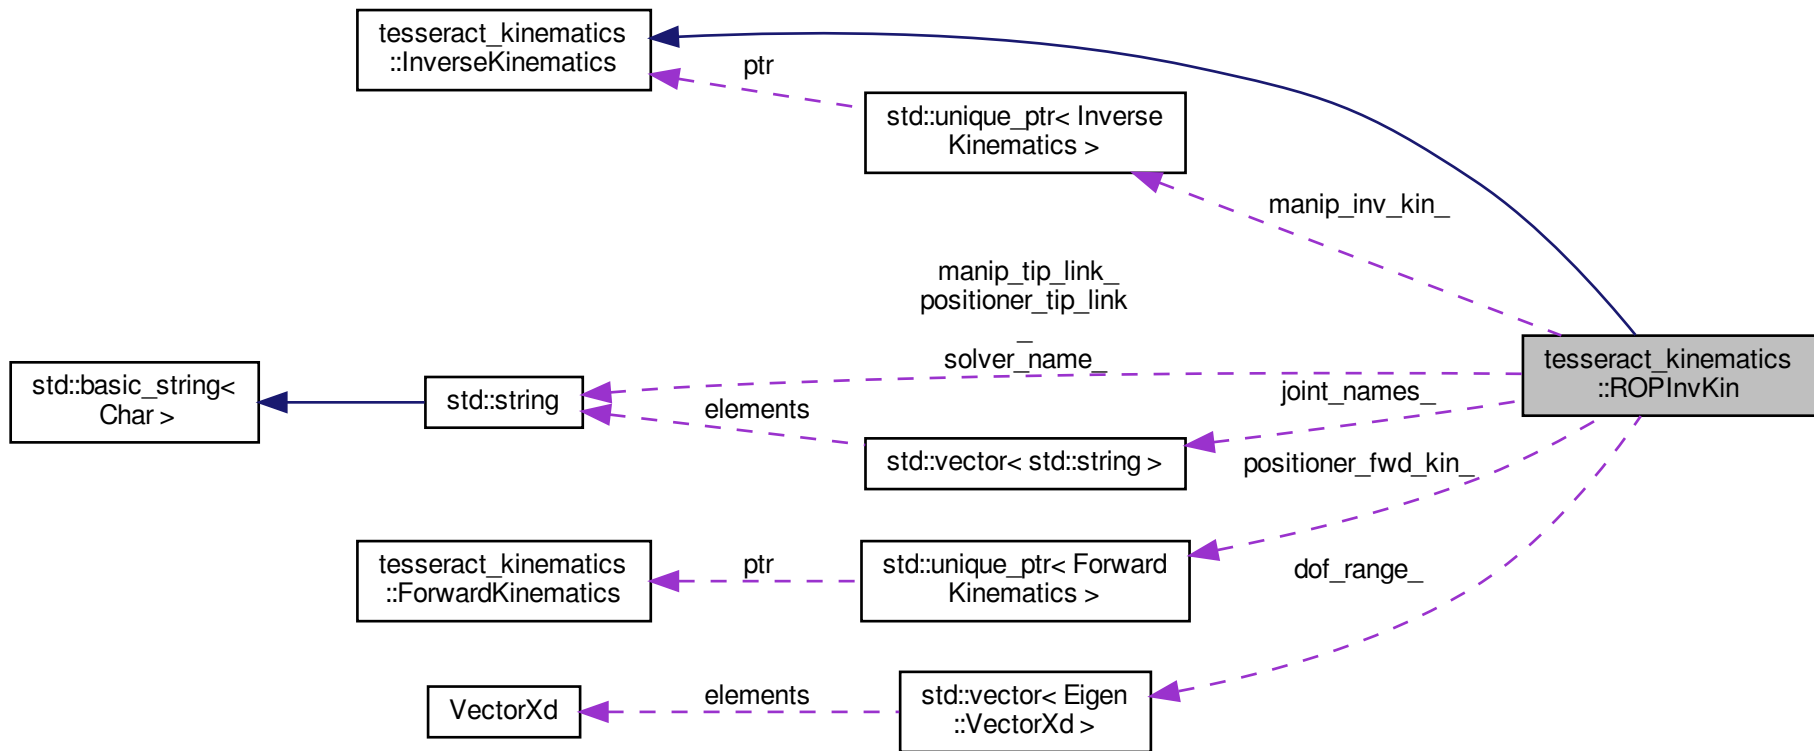 tesseract_kinematics
::InverseKinematics
ptr
std::unique_ptr< Inverse
Kinematics >
manip_inv_kin_
manip_tip_link_
positioner_tip_link
_
solver_name_
tesseract_kinematics
::ROPInvKin
std::basic_string<
Char >
std::string
elements
joint_names_
std::vector< std::string >
positioner_fwd_kin_
tesseract_kinematics
::ForwardKinematics
ptr
std::unique_ptr< Forward
Kinematics >
dof_range_
VectorXd
elements
std::vector< Eigen
::VectorXd >